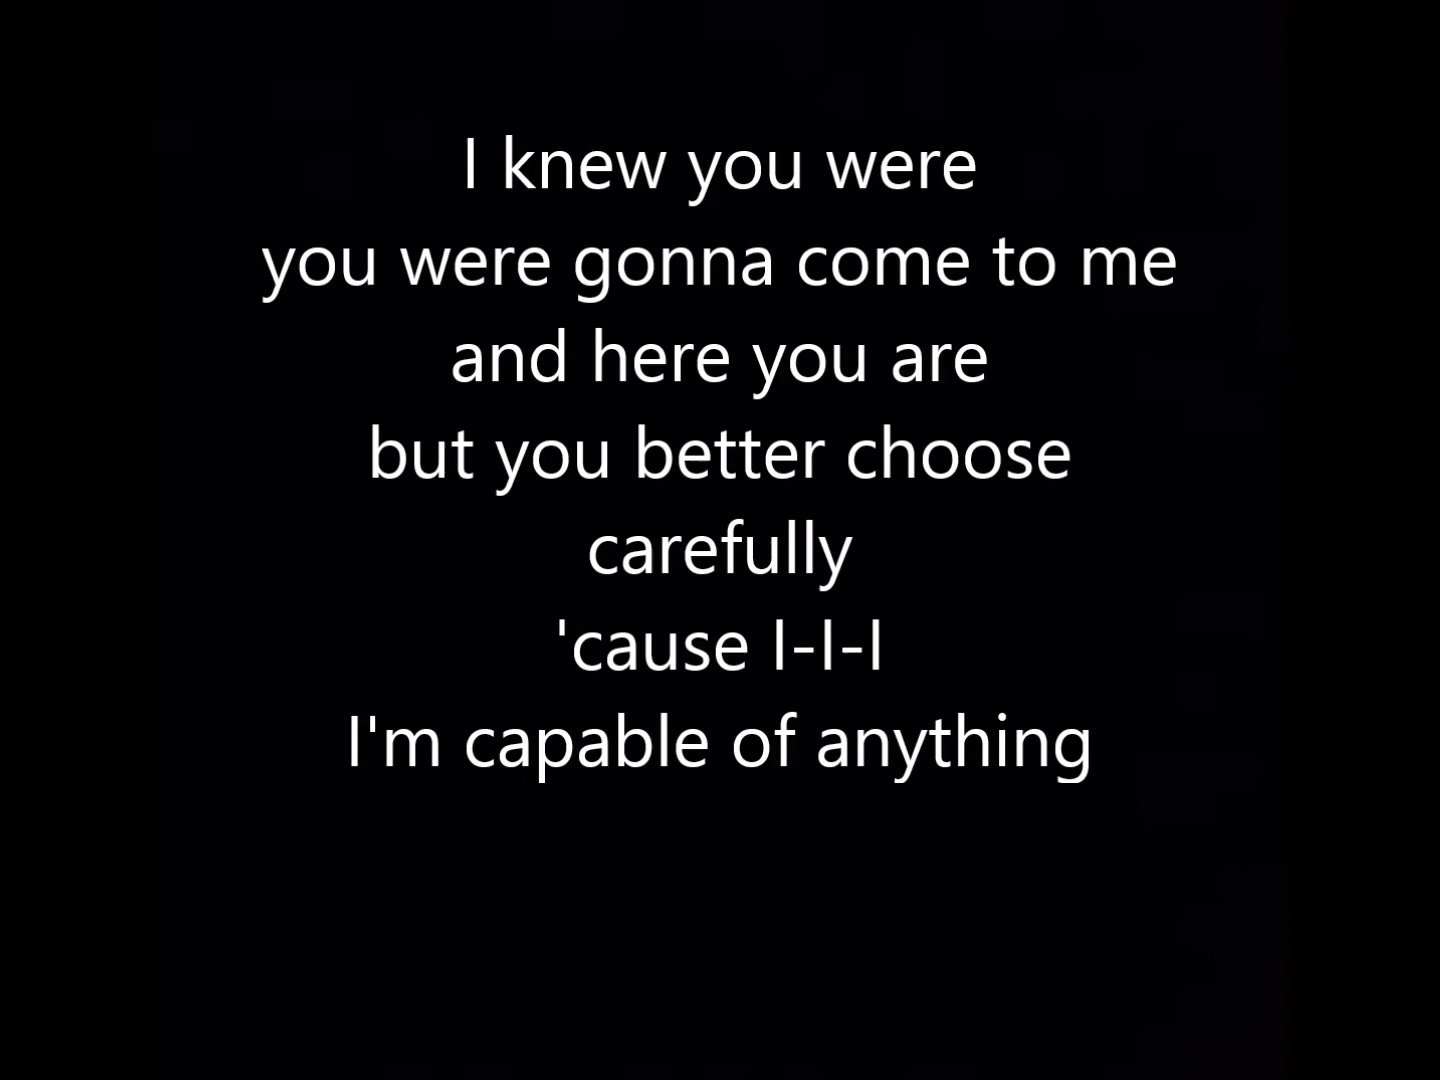 I knew you were
you were gonna come to me
and here you are
but you better choose
carefully
'cause I-I-I
I'm capable of anything